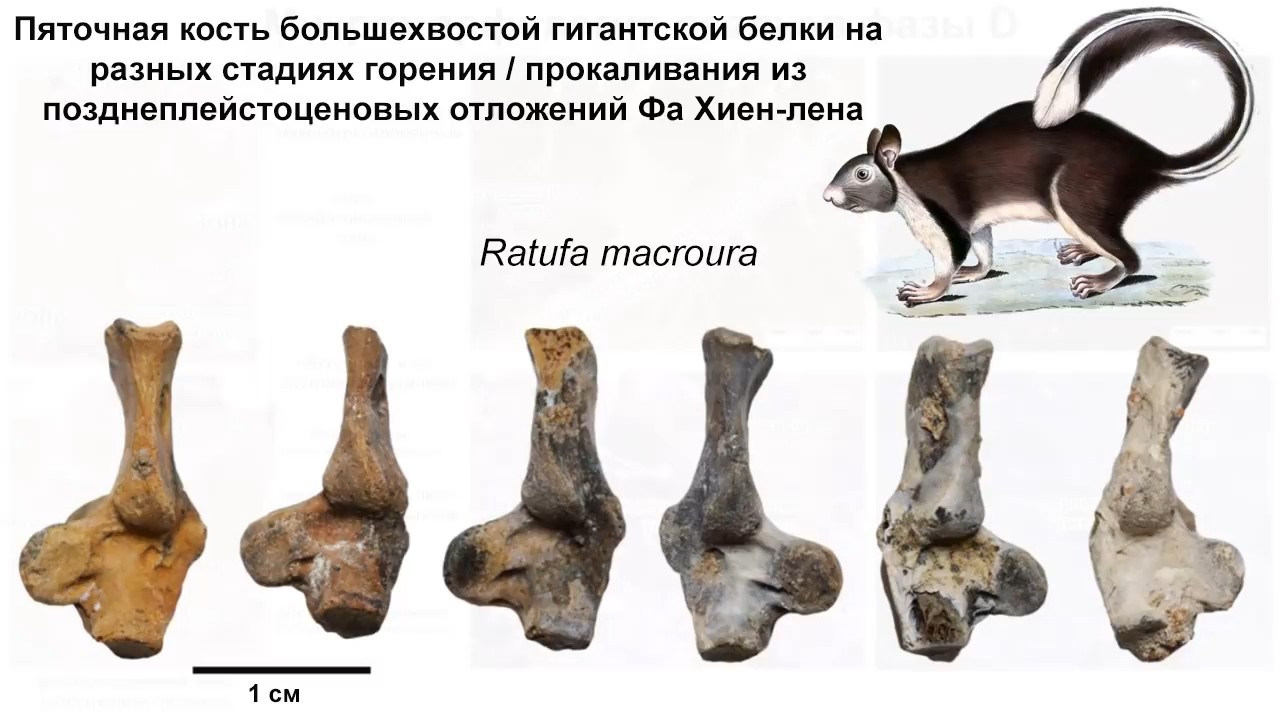 Пяточная кость большехвостой гигантской белки на
разных стадиях горения / прокаливания из
позднеплейстоценовых отложений Фа Хиен-лена
Ratufa macroura
1 см